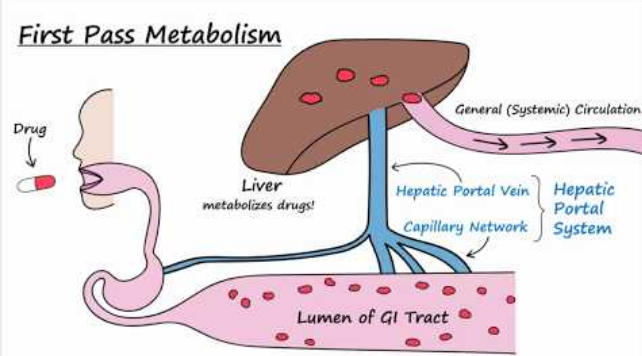 First Pass Metabolism
Drug
General (Systemic) Circulation
Liver
metabolizes drugs!
Hepatic Portal Vein
Capillary Network
Hepatic
Portal
System
Lumen of GI Tract